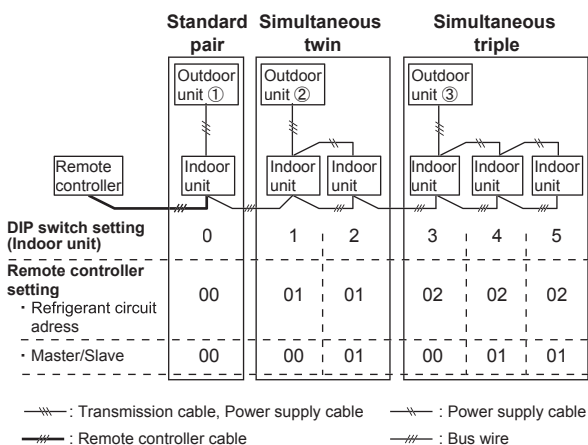 Standard pair
Simultaneous twin
Simultaneous triple
Outdoor unit ①
Outdoor unit ②
Outdoor unit ③
Remote controller
Indoor unit
Indoor unit
Indoor unit
Indoor unit
Indoor unit
Indoor unit
DIP switch setting (Indoor unit)
0 1 2 3 4 5
Remote controller setting
・Refrigerant circuit adress
00 01 01 02 02 02
・Master/Slave
00 00 01 00 01 01
: Transmission cable, Power supply cable
: Power supply cable
: Remote controller cable
: Bus wire